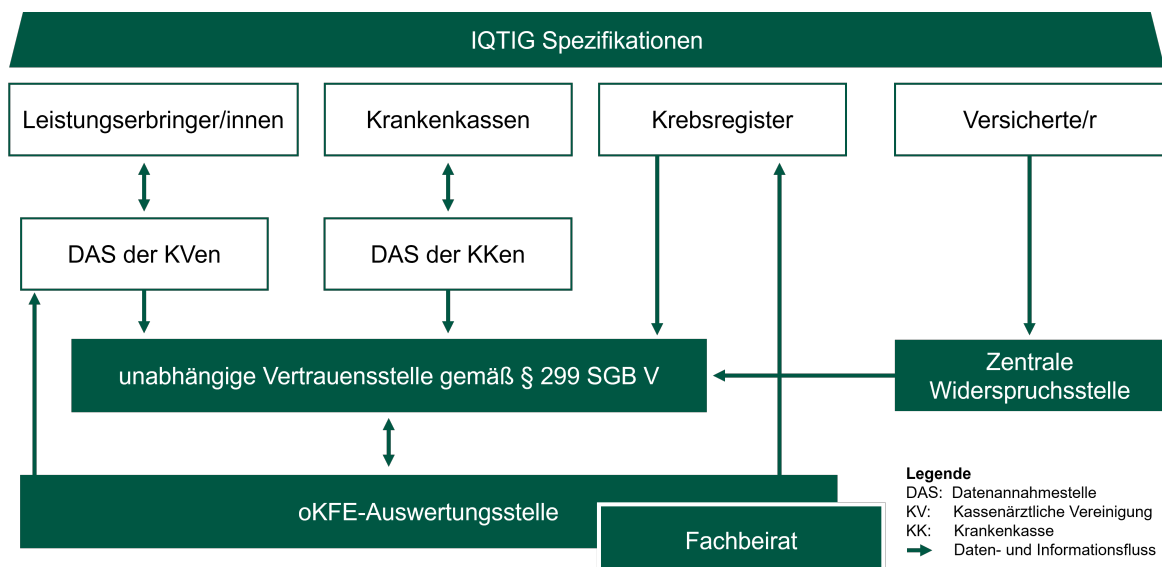 IQTIG Spezifikationen
Leistungserbringer/innen
Krankenkassen
Krebsregister
Versicherte/r
DAS der KVen
DAS der KKen
unabhängige Vertrauensstelle gemäß § 299 SGB V
Zentrale
Widerspruchsstelle
oKFE-Auswertungsstelle
Fachbeirat
Legende
DAS: Datenannahmestelle
KV: Kassenärztliche Vereinigung
KK: Krankenkasse
Daten- und Informationsfluss